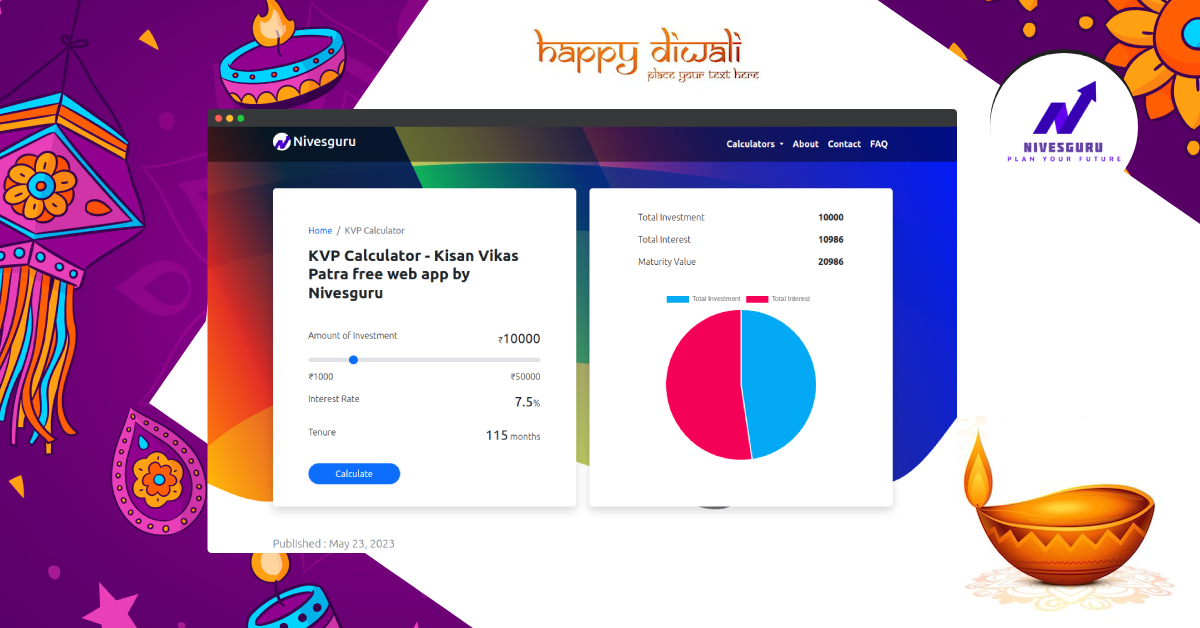 happy diwali
place your text here
NIVESGURU
PLAN YOUR FUTURE
Nivesguru
Calculators
About
Contact
FAQ
Home / KVP Calculator
KVP Calculator - Kisan Vikas
Patra free web app by
Nivesguru
Amount of Investment ₹10000
₹1000 ₹50000
Interest Rate 7.5%
Tenure 115 months
Calculate
Total Investment 10000
Total Interest 10986
Maturity Value 20986
Total Investment Total Interest
Published : May 23, 2023